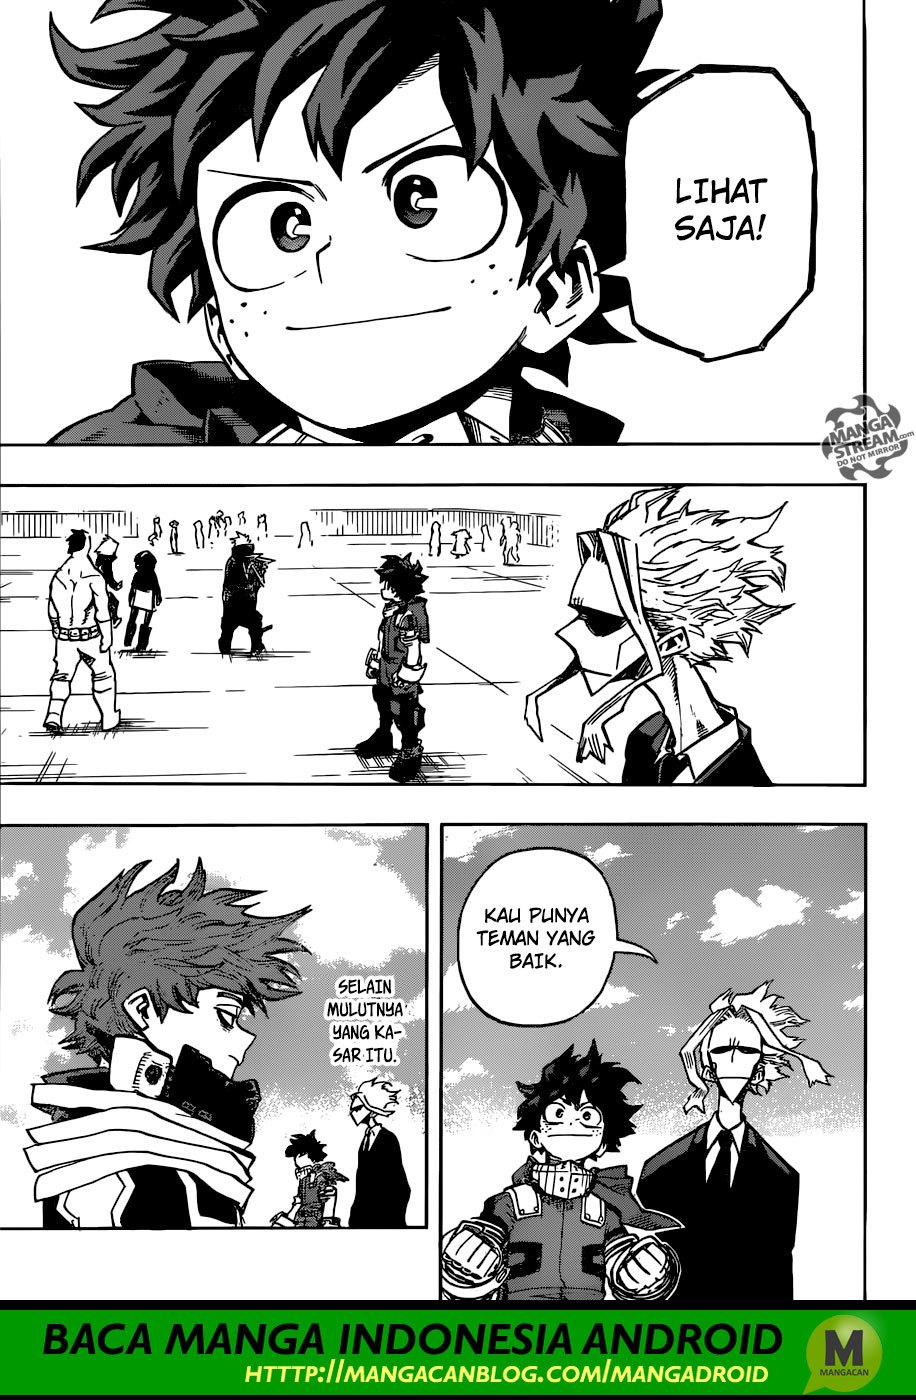 LIHAT
SAJA!
MANGA
STREAM.com
DO NOT MIRROR
SELAIN
MULUTNYA
YANG KA-
SAR ITU.
KAU PUNYA
TEMAN YANG
BAIK.
BACA MANGA INDONESIA ANDROID
HTTTP://MANGACANBLOG.COM/MANGADROID
M
MANGACAN